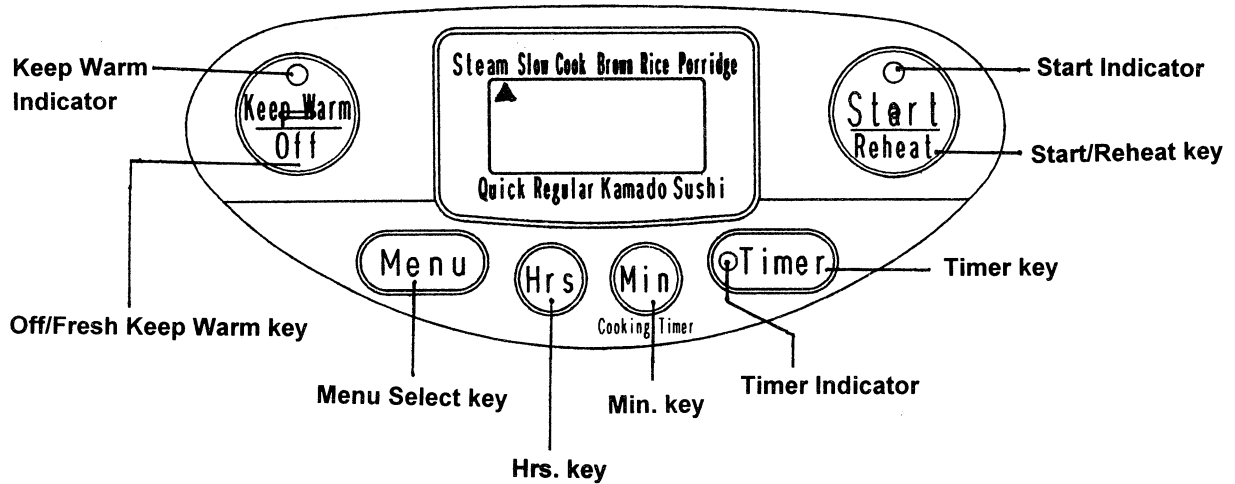 Keep Warm
Indicator
Keep Warm
Off
Steam Slow Cook Brown Rice Porridge
Quick Regular Kamado Sushi
Start
Reheat
Start Indicator
Start/Reheat key
Menu
Hrs
Min
Timer
Cooking Timer
Timer key
Off/Fresh Keep Warm key
Menu Select key
Hrs. key
Min. key
Timer Indicator